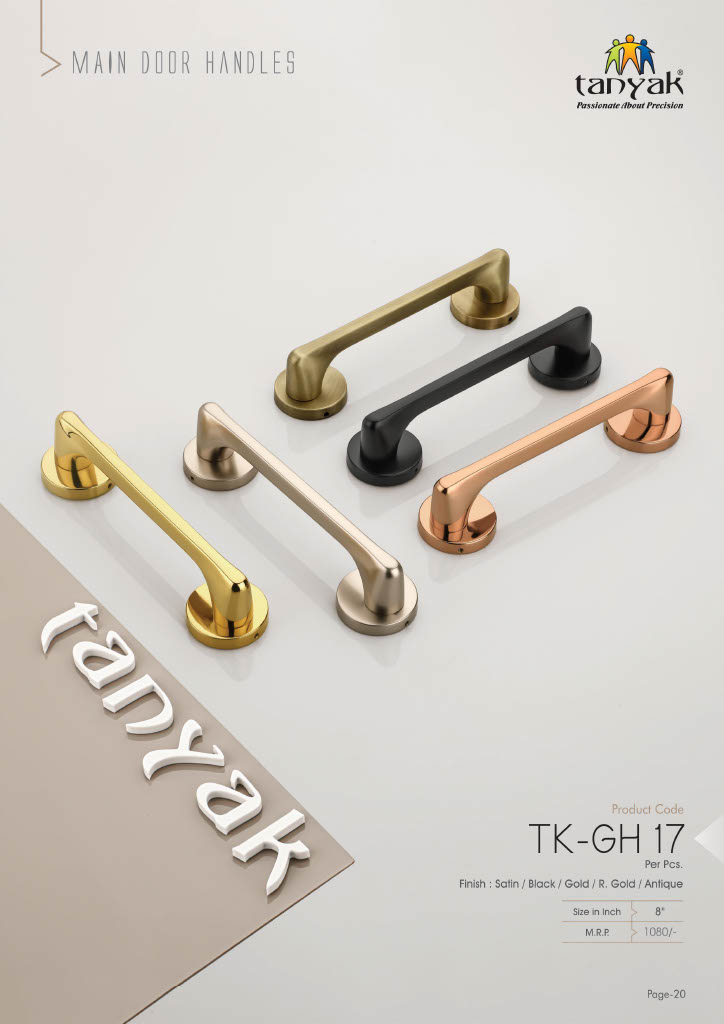 MAIN DOOR HANDLES
tanyak®
Passionate About Precision
tanyak
Product Code
TK-GH 17
Per Pcs.
Finish : Satin / Black / Gold / R. Gold / Antique
Size in Inch 8"
M.R.P. 1080/-
Page-20